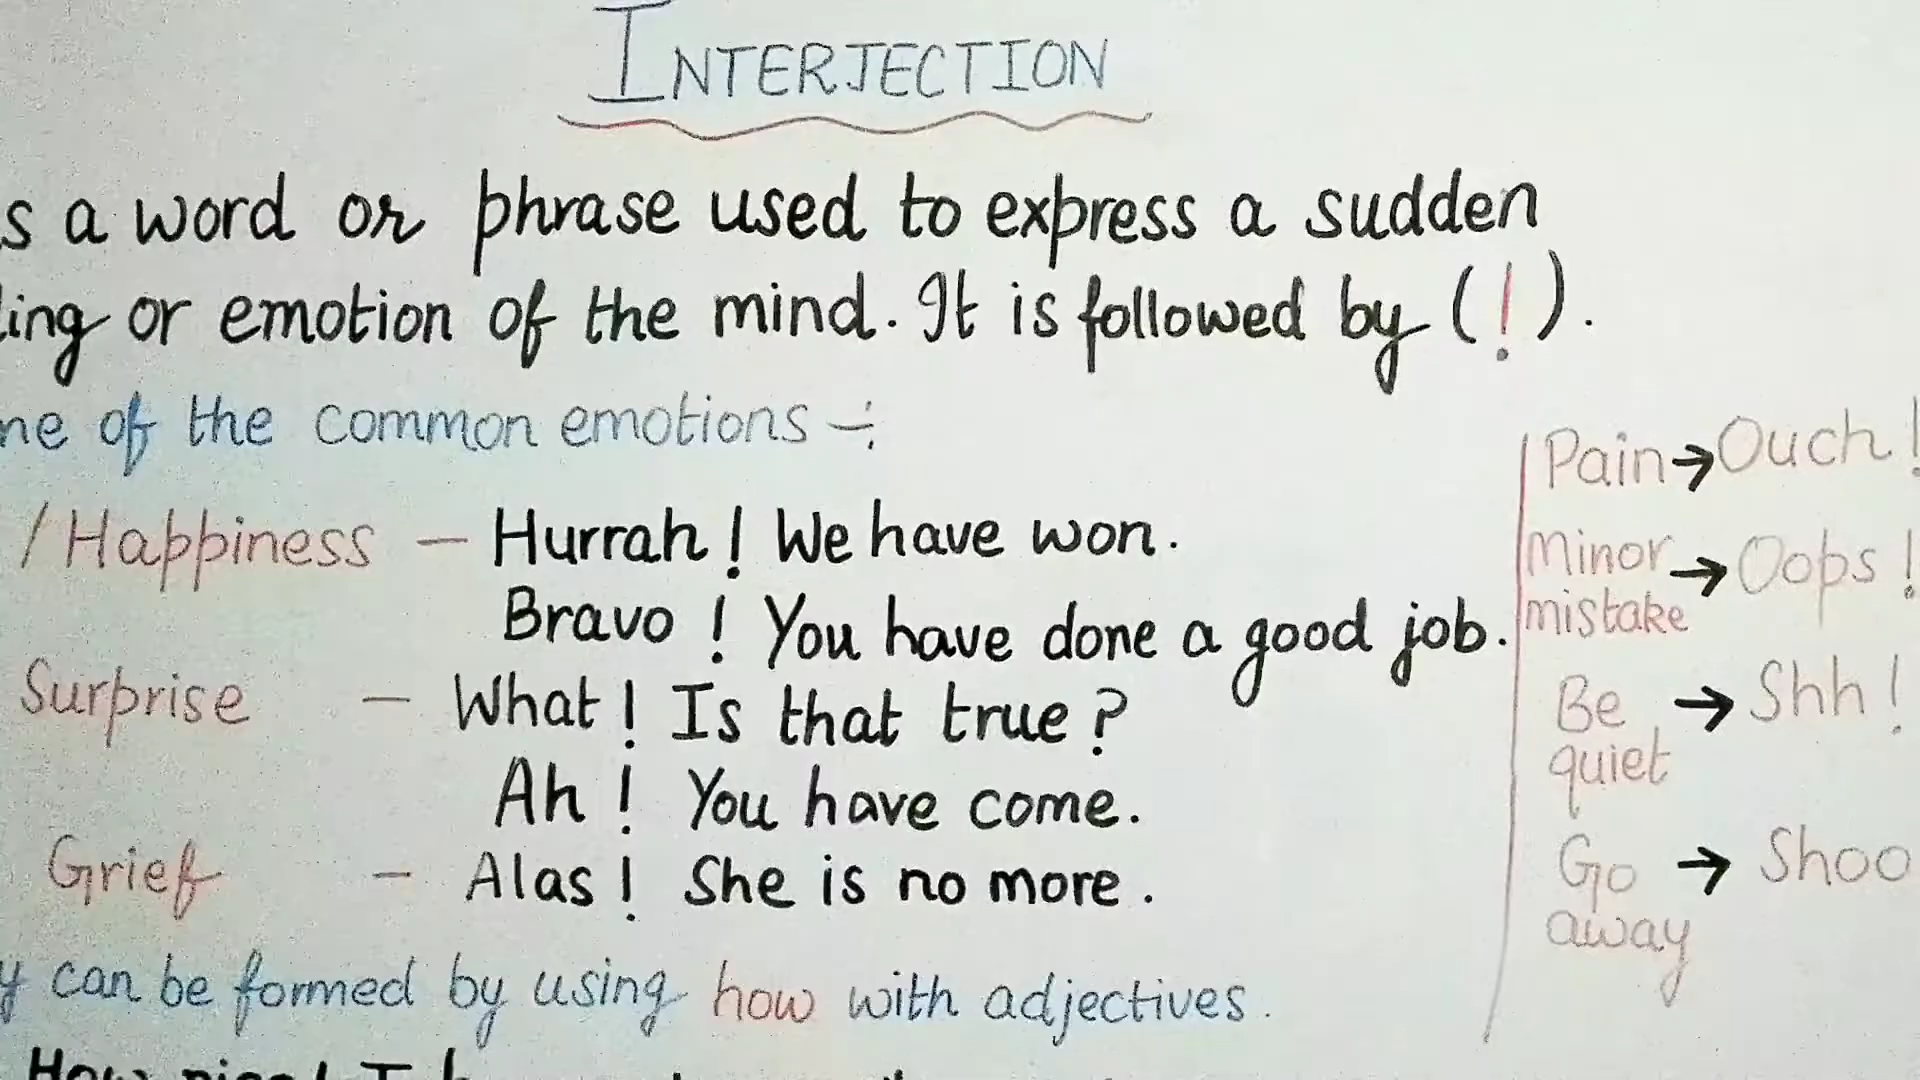 INTERJECTION
s a word or phrase used to express a sudden
ling or emotion of the mind. It is followed by (!).
me of the common emotions -:
/ Happiness — Hurrah! We have won.
Bravo! You have done a good job.
Surprise — What! Is that true?
Ah! You have come.
Grief — Alas! She is no more.
y can be formed by using how with adjectives.
Pain → Ouch!
Minor mistake → Oops!
Be quiet → Shh!
Go away → Shoo